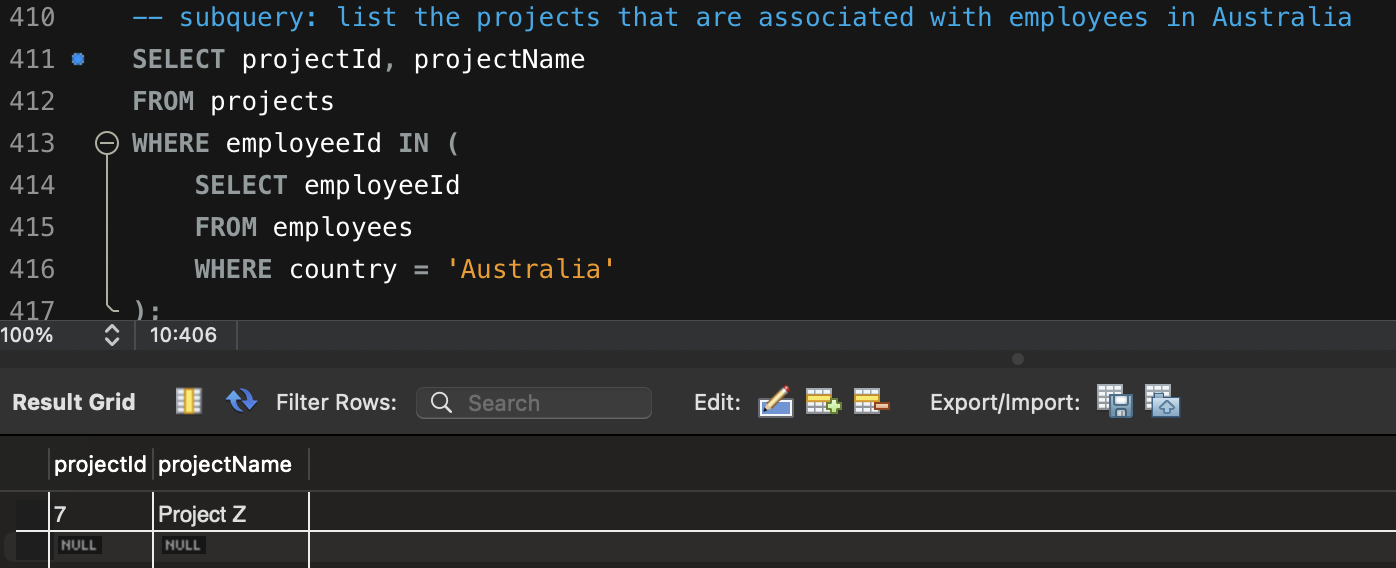 410 -- subquery: list the projects that are associated with employees in Australia
411 SELECT projectId, projectName
412 FROM projects
413 WHERE employeeId IN (
414 SELECT employeeId
415 FROM employees
416 WHERE country = 'Australia'
417 );
100% 10:406
Result Grid Filter Rows: Search Edit: Export/Import:
projectId projectName
7 Project Z
NULL NULL